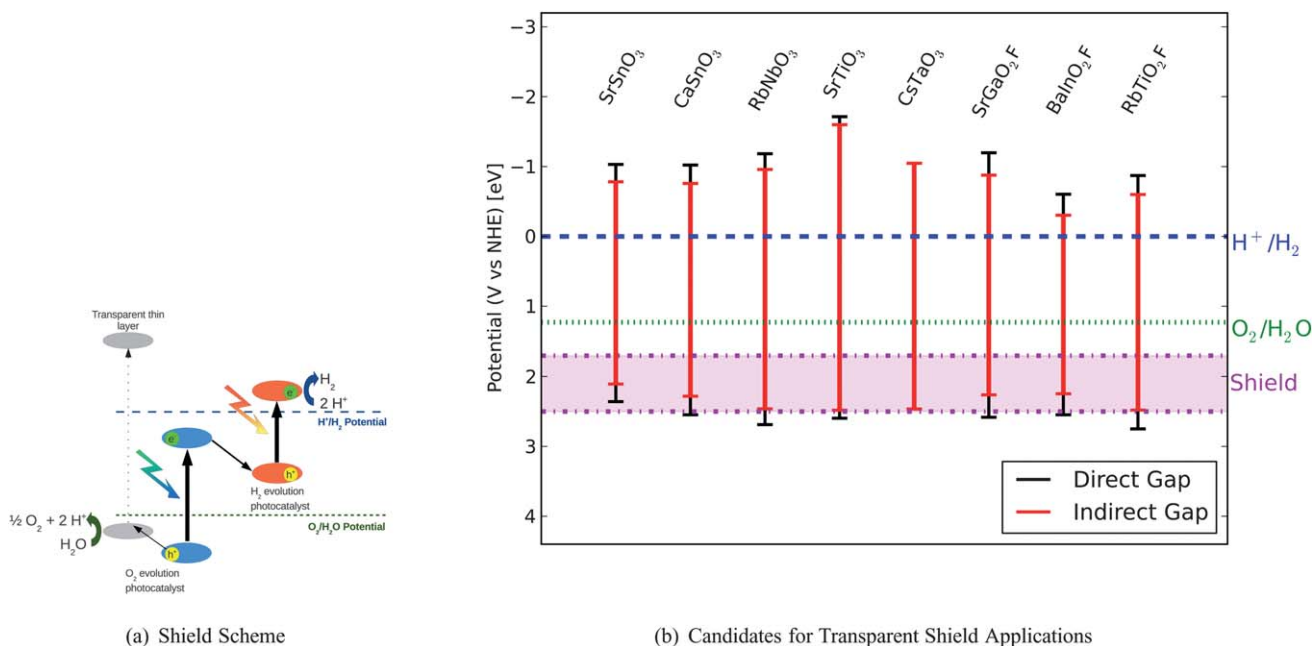 Transparent thin
layer
H₂
e⁻
2 H⁺
H⁺/H₂ Potential
e⁻
h⁺
H₂ evolution
photocatalyst
½ O₂ + 2 H⁺
O₂/H₂O Potential
H₂O
h⁺
O₂ evolution
photocatalyst
(a) Shield Scheme
Potential (V vs NHE) [eV]
−3
−2
−1
0
1
2
3
4
SrSnO₃
CaSnO₃
RbNbO₃
SrTiO₃
CsTaO₃
SrGaO₂F
BaInO₂F
RbTiO₂F
H⁺/H₂
O₂/H₂O
Shield
Direct Gap
Indirect Gap
(b) Candidates for Transparent Shield Applications